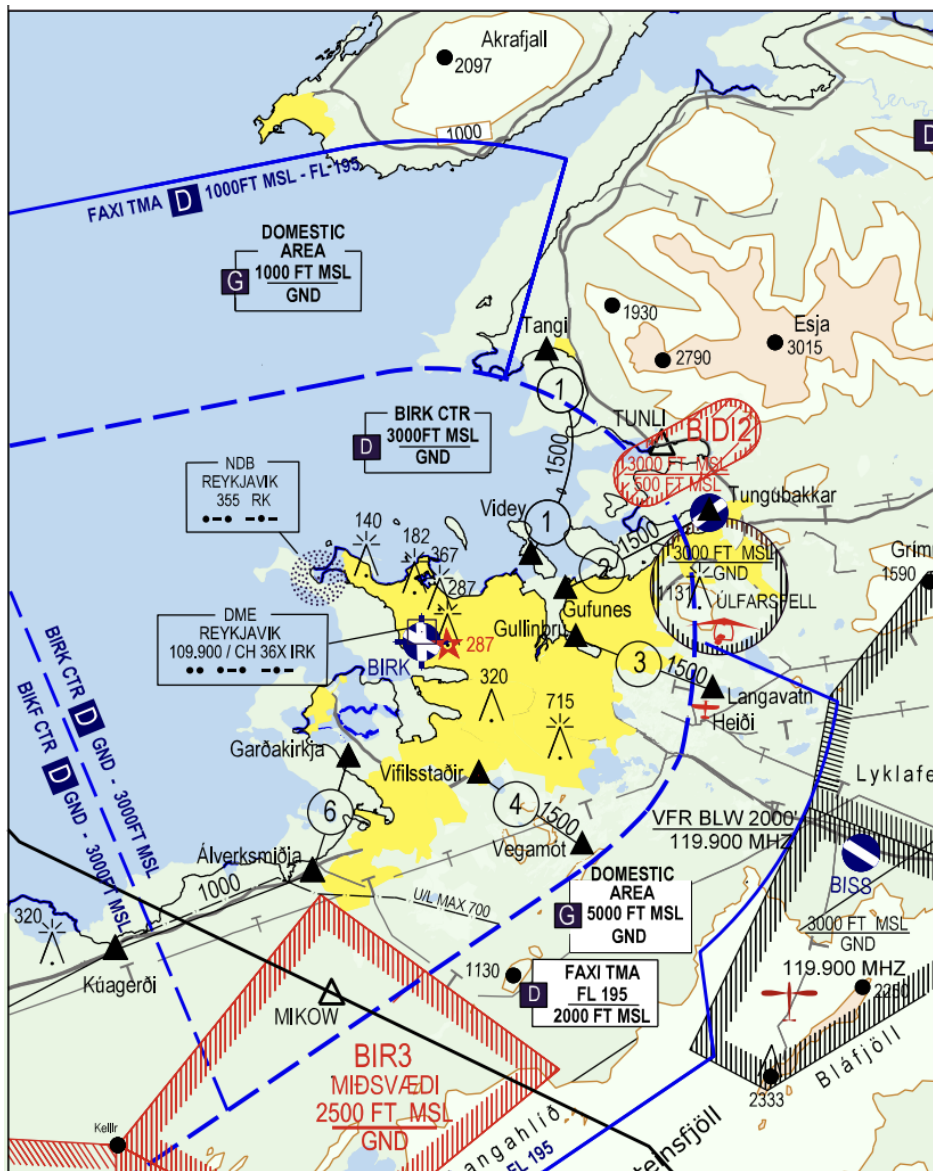 Akrafjall
2097
1000
FAXI TMA D 1000FT MSL - FL 195
D
DOMESTIC
AREA
G 1000 FT MSL
GND
Tangi
1930
Esja
3015
2790
1
BIRK CTR
D 3000FT MSL
GND
TUNLI
BIDI2
3000 FT MSL
500 FT MSL
1500
NDB
REYKJAVIK
355 RK
Videy
1
Tungubakkar
140
182
367
287
2
1500
3000 FT MSL
GND
1131
ÚLFARSFELL
1590
Gufunes
Gullinbru
DME
REYKJAVIK
109.900 / CH 36X IRK
BIRK
287
3
1500
320
715
Langavatn
Heiði
BIRK CTR D GND - 3000FT MSL
BIKF CTR D GND - 3000FT MSL
Garðakirkja
Vífilsstaðir
Lyklafe
6
4
1500
VFR BLW 2000'
119.900 MHZ
Vegamót
BISS
Álverksmiðja
1000
U/L MAX 700
DOMESTIC
AREA
G 5000 FT MSL
GND
320
3000 FT MSL
GND
119.900 MHZ
Kúagerði
1130
FAXI TMA
D FL 195
2000 FT MSL
2250
MIKOW
BIR3
MIÐSVÆDI
2500 FT MSL
GND
Bláfjöll
2333
Kelllr
angahlíð
teinsfjöll
FL 195